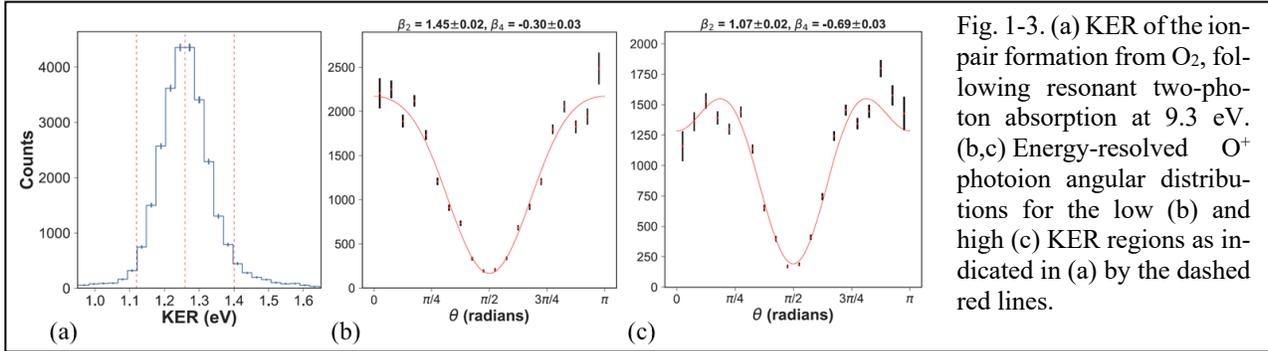 β2 = 1.45±0.02, β4 = -0.30±0.03
β2 = 1.07±0.02, β4 = -0.69±0.03
Counts
4000
3000
2000
1000
0
1.0 1.1 1.2 1.3 1.4 1.5 1.6
KER (eV)
(a)
2500
2000
1500
1000
500
0
0 π/4 π/2 3π/4 π
θ (radians)
(b)
2000
1750
1500
1250
1000
750
500
250
0
0 π/4 π/2 3π/4 π
θ (radians)
(c)
Fig. 1-3. (a) KER of the ion-
pair formation from O2, fol-
lowing resonant two-pho-
ton absorption at 9.3 eV.
(b,c) Energy-resolved O+
photoion angular distribu-
tions for the low (b) and
high (c) KER regions as in-
dicated in (a) by the dashed
red lines.